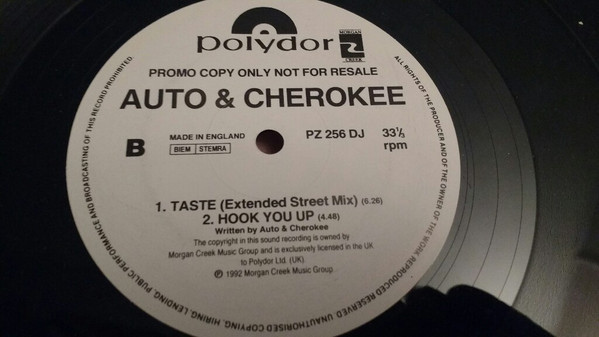 polydor
MORGAN
CREEK
PROMO COPY ONLY NOT FOR RESALE
AUTO & CHEROKEE
B
MADE IN ENGLAND
BIEM STEMRA
PZ 256 DJ
33⅓
rpm
1. TASTE (Extended Street Mix) (6.26)
2. HOOK YOU UP (4.48)
Written by Auto & Cherokee
The copyright in this sound recording is owned by
Morgan Creek Music Group and is exclusively licensed in the UK
to Polydor Ltd. (UK)
℗ 1992 Morgan Creek Music Group
ALL RIGHTS OF THE PRODUCER AND OF THE OWNER OF THE WORK REPRODUCED RESERVED. UNAUTHORISED COPYING, HIRING, LENDING, PUBLIC PERFORMANCE AND BROADCASTING OF THIS RECORD PROHIBITED.